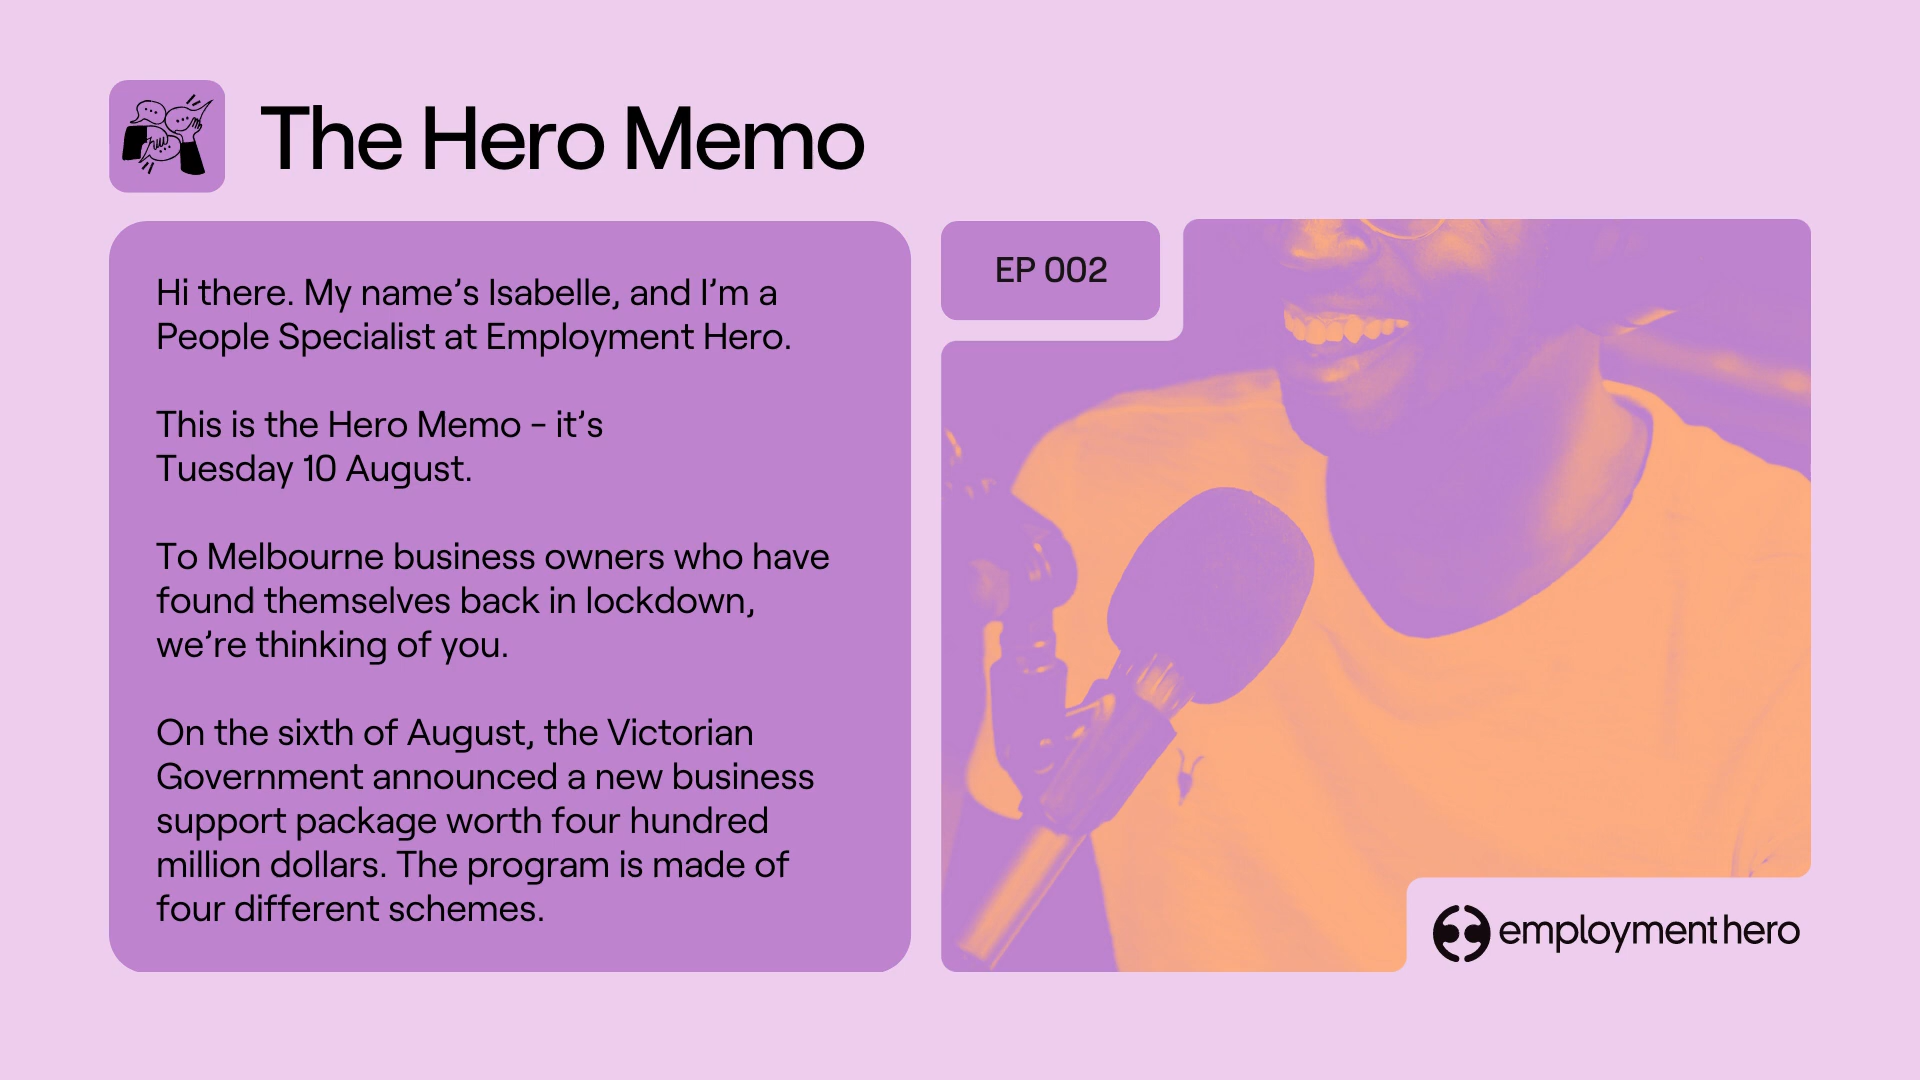 The Hero Memo
Hi there. My name’s Isabelle, and I’m a
People Specialist at Employment Hero.
This is the Hero Memo - it’s
Tuesday 10 August.
To Melbourne business owners who have
found themselves back in lockdown,
we’re thinking of you.
On the sixth of August, the Victorian
Government announced a new business
support package worth four hundred
million dollars. The program is made of
four different schemes.
EP 002
employment hero